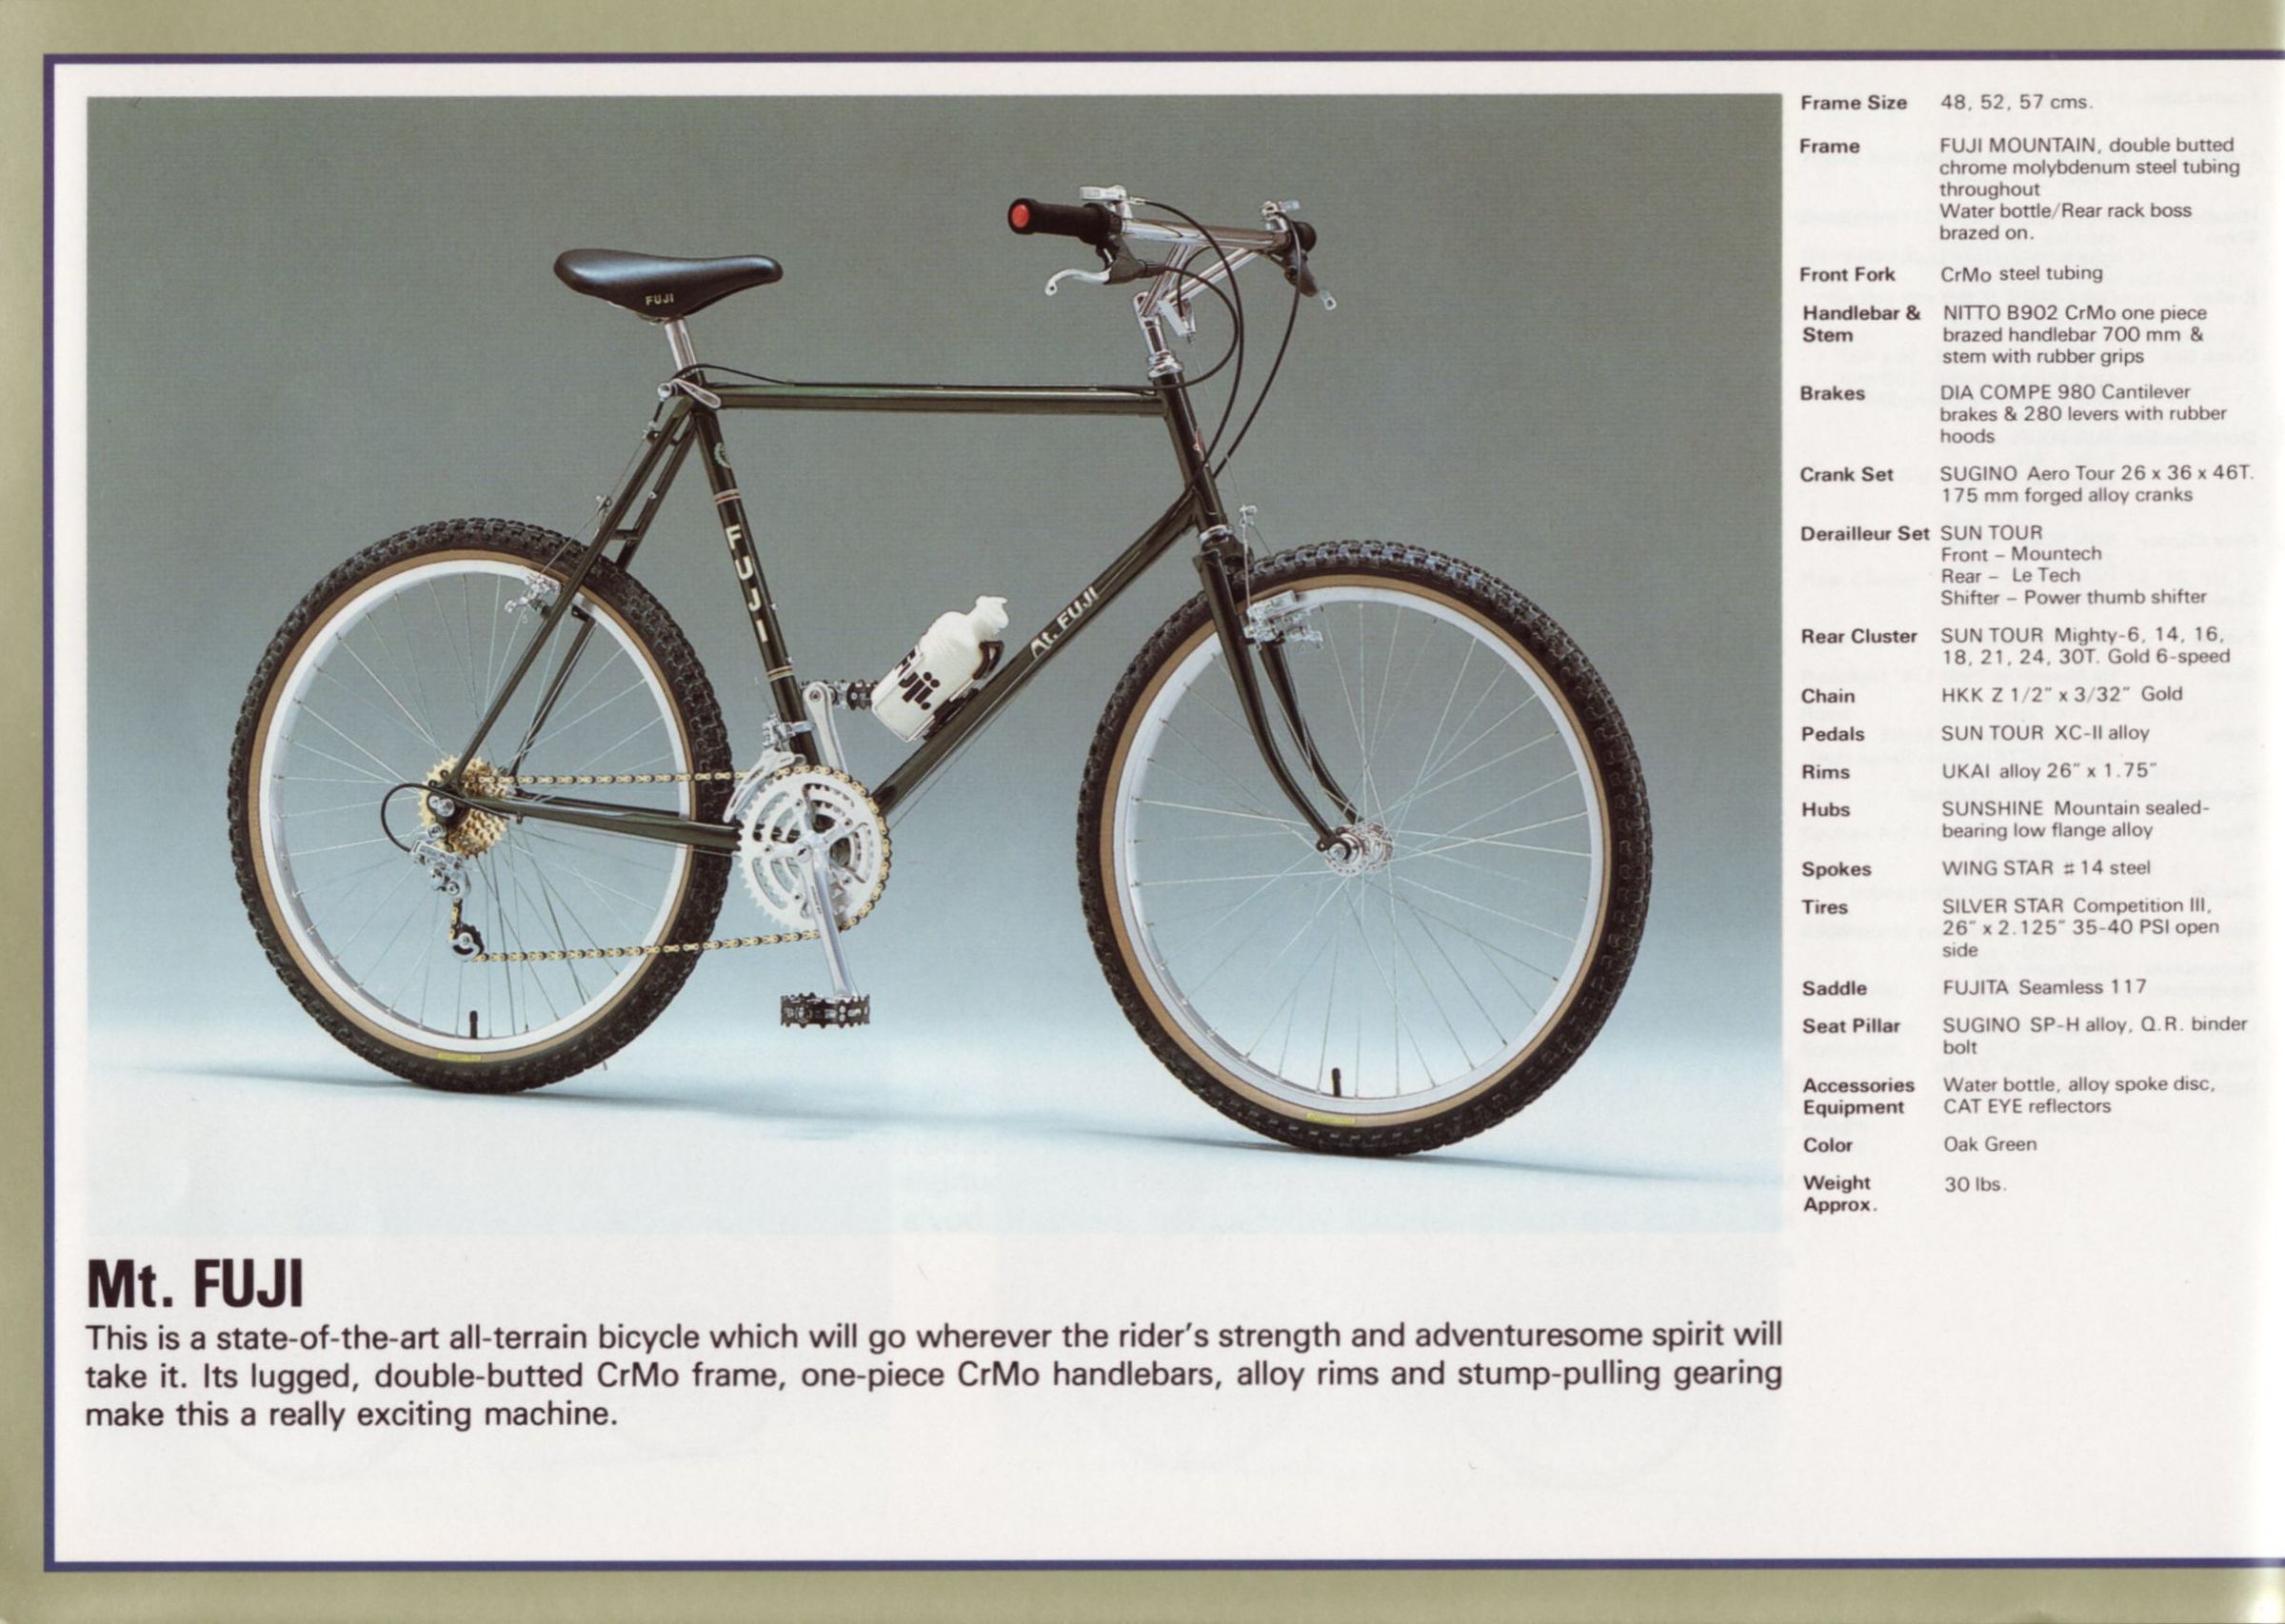 FUJI
FUJI
Mt. FUJI
Fuji.
Frame Size 48, 52, 57 cms.
Frame FUJI MOUNTAIN, double butted
chrome molybdenum steel tubing
throughout
Water bottle/Rear rack boss
brazed on.
Front Fork CrMo steel tubing
Handlebar & NITTO B902 CrMo one piece
Stem brazed handlebar 700 mm &
stem with rubber grips
Brakes DIA COMPE 980 Cantilever
brakes & 280 levers with rubber
hoods
Crank Set SUGINO Aero Tour 26 x 36 x 46T.
175 mm forged alloy cranks
Derailleur Set SUN TOUR
Front – Mountech
Rear – Le Tech
Shifter – Power thumb shifter
Rear Cluster SUN TOUR Mighty-6, 14, 16,
18, 21, 24, 30T. Gold 6-speed
Chain HKK Z 1/2" x 3/32" Gold
Pedals SUN TOUR XC-II alloy
Rims UKAI alloy 26" x 1.75"
Hubs SUNSHINE Mountain sealed-
bearing low flange alloy
Spokes WING STAR # 14 steel
Tires SILVER STAR Competition III,
26" x 2.125" 35-40 PSI open
side
Saddle FUJITA Seamless 117
Seat Pillar SUGINO SP-H alloy, Q.R. binder
bolt
Accessories Water bottle, alloy spoke disc,
Equipment CAT EYE reflectors
Color Oak Green
Weight 30 lbs.
Approx.
Mt. FUJI
This is a state-of-the-art all-terrain bicycle which will go wherever the rider's strength and adventuresome spirit will
take it. Its lugged, double-butted CrMo frame, one-piece CrMo handlebars, alloy rims and stump-pulling gearing
make this a really exciting machine.